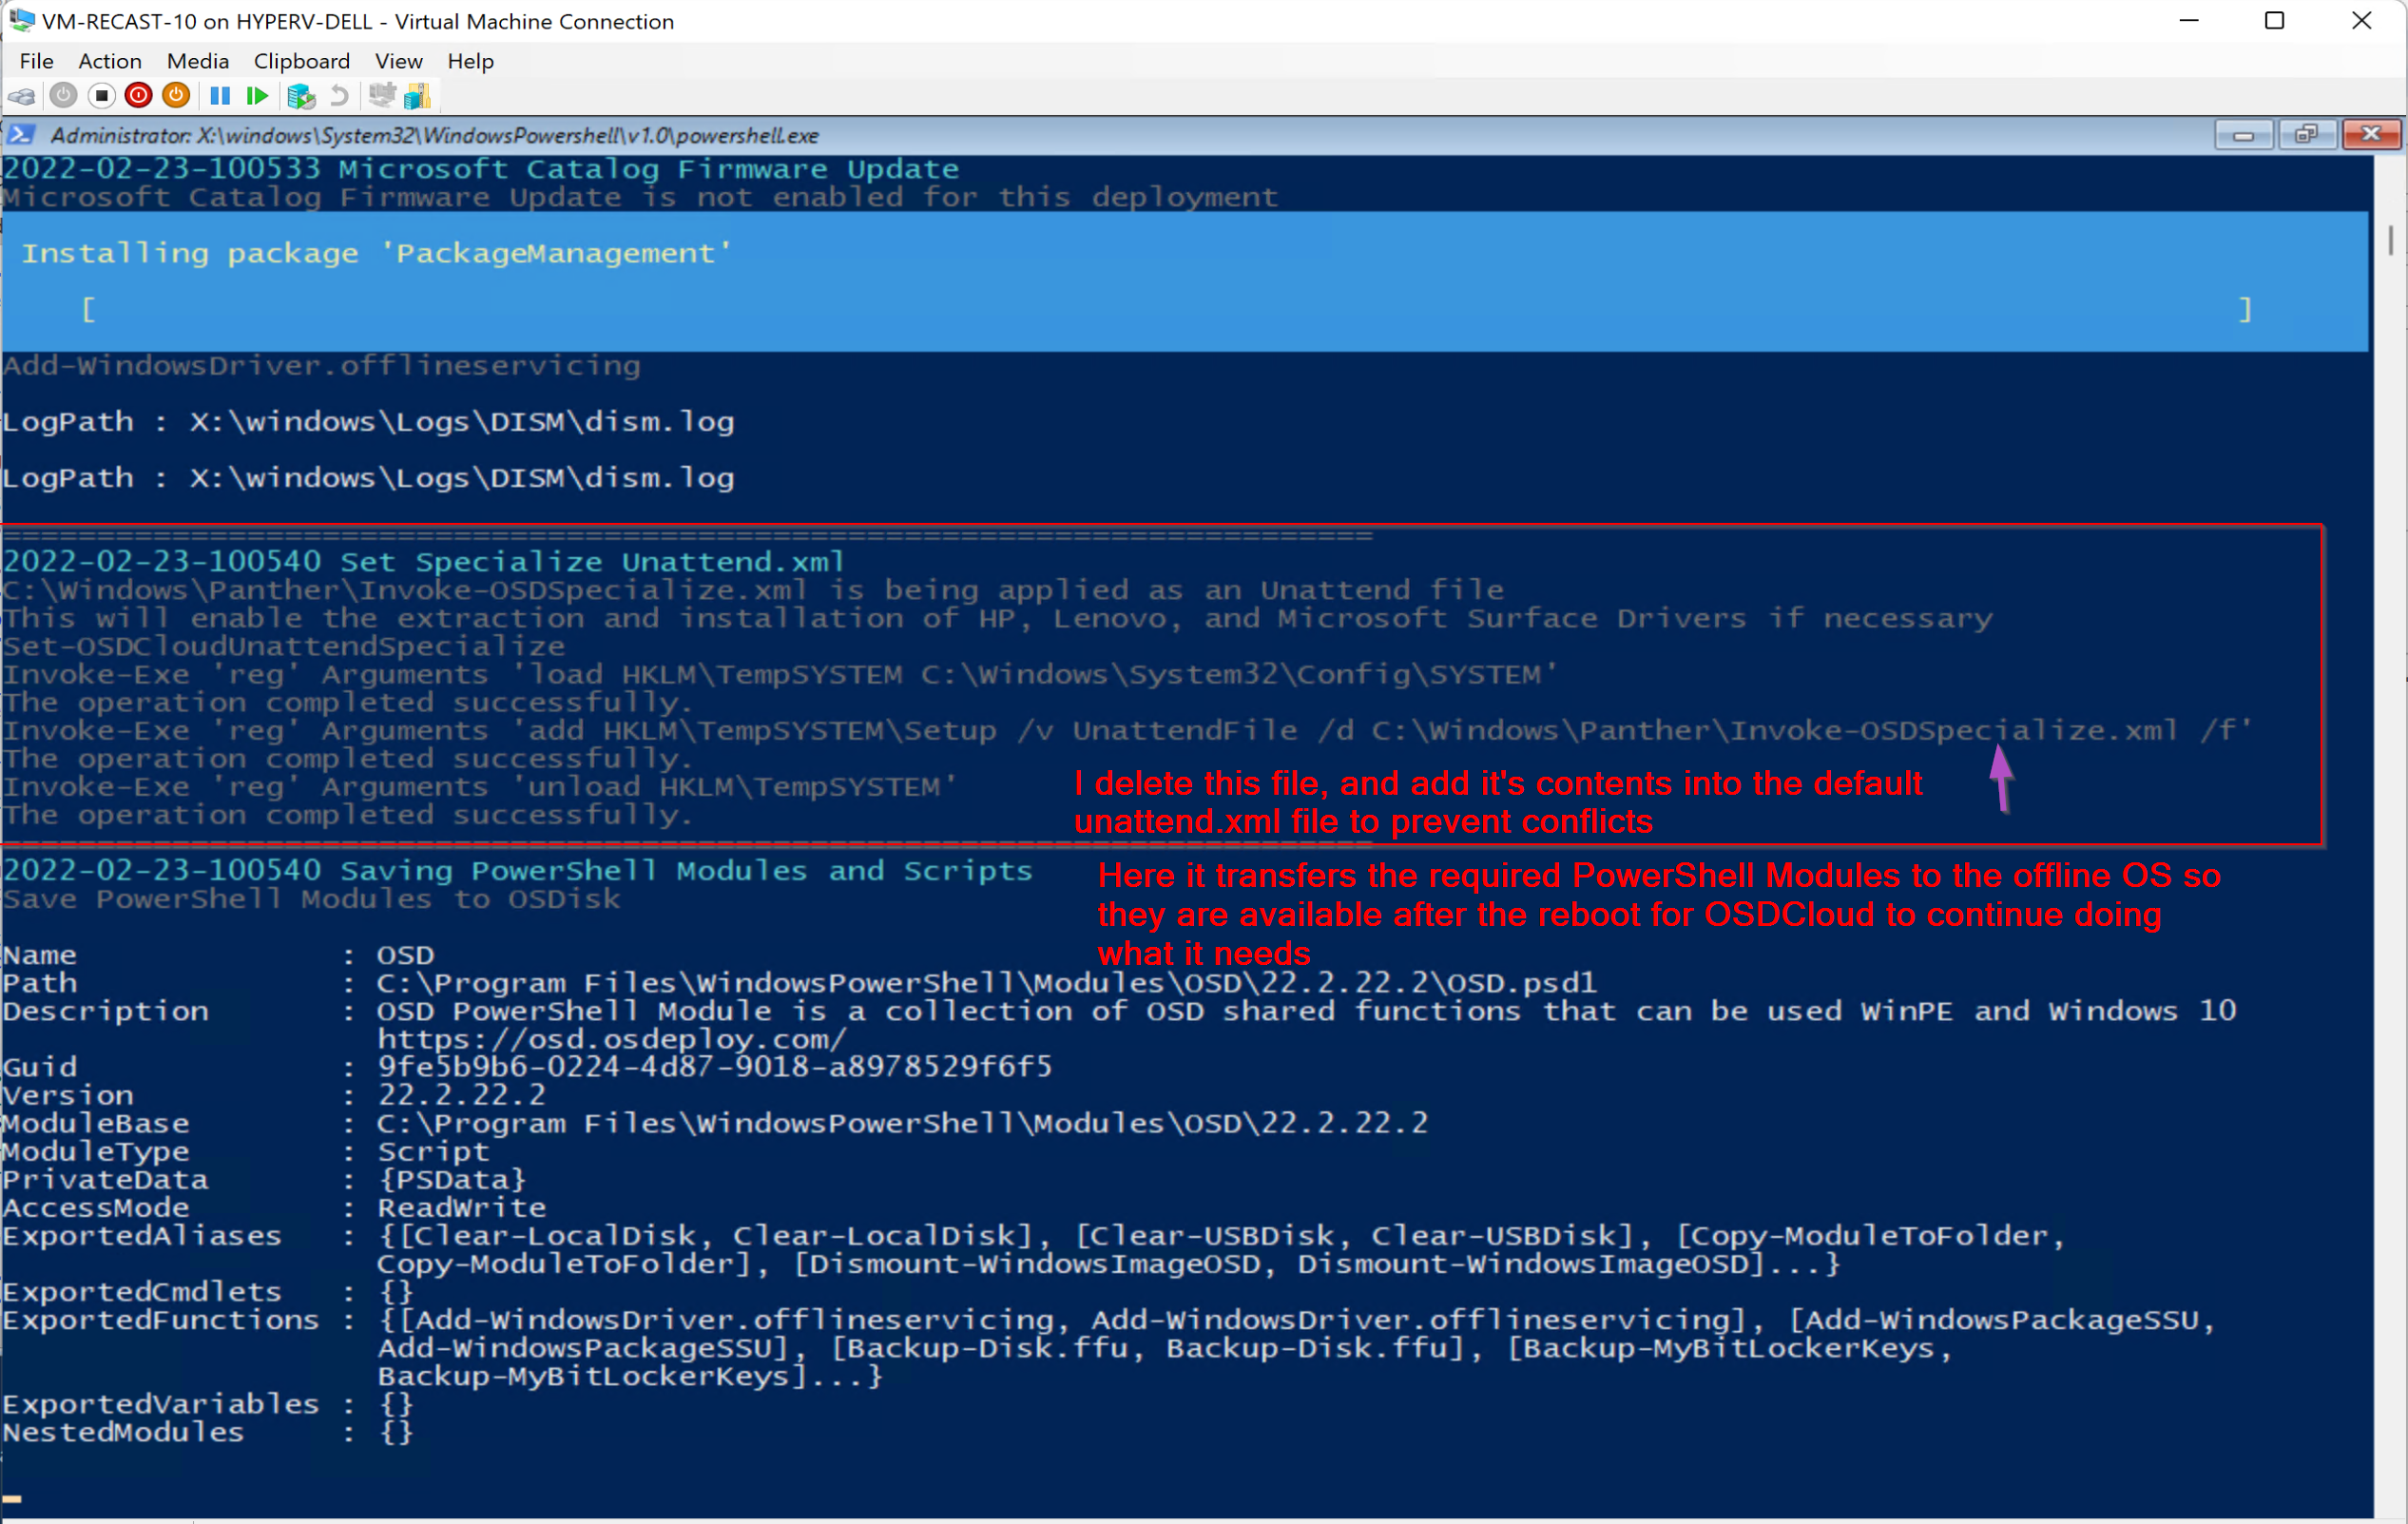 VM-RECAST-10 on HYPERV-DELL - Virtual Machine Connection
File Action Media Clipboard View Help
Administrator: X:\windows\System32\WindowsPowershell\v1.0\powershell.exe
2022-02-23-100533 Microsoft Catalog Firmware Update
Microsoft Catalog Firmware Update is not enabled for this deployment
Installing package 'PackageManagement'
[ ]
Add-WindowsDriver.offlineservicing
LogPath : X:\windows\Logs\DISM\dism.log
LogPath : X:\windows\Logs\DISM\dism.log
=========================================================================
2022-02-23-100540 Set Specialize Unattend.xml
C:\Windows\Panther\Invoke-OSDSpecialize.xml is being applied as an Unattend file
This will enable the extraction and installation of HP, Lenovo, and Microsoft Surface Drivers if necessary
Set-OSDCloudUnattendSpecialize
Invoke-Exe 'reg' Arguments 'load HKLM\TempSYSTEM C:\Windows\System32\Config\SYSTEM'
The operation completed successfully.
Invoke-Exe 'reg' Arguments 'add HKLM\TempSYSTEM\Setup /v UnattendFile /d C:\Windows\Panther\Invoke-OSDSpecialize.xml /f'
The operation completed successfully.
Invoke-Exe 'reg' Arguments 'unload HKLM\TempSYSTEM'
The operation completed successfully.
I delete this file, and add it's contents into the default
unattend.xml file to prevent conflicts
=========================================================================
2022-02-23-100540 Saving PowerShell Modules and Scripts
Save PowerShell Modules to OSDisk
Here it transfers the required PowerShell Modules to the offline OS so
they are available after the reboot for OSDCloud to continue doing
what it needs
Name : OSD
Path : C:\Program Files\WindowsPowerShell\Modules\OSD\22.2.22.2\OSD.psd1
Description : OSD PowerShell Module is a collection of OSD shared functions that can be used WinPE and Windows 10
https://osd.osdeploy.com/
Guid : 9fe5b9b6-0224-4d87-9018-a8978529f6f5
Version : 22.2.22.2
ModuleBase : C:\Program Files\WindowsPowerShell\Modules\OSD\22.2.22.2
ModuleType : Script
PrivateData : {PSData}
AccessMode : ReadWrite
ExportedAliases : {[Clear-LocalDisk, Clear-LocalDisk], [Clear-USBDisk, Clear-USBDisk], [Copy-ModuleToFolder,
Copy-ModuleToFolder], [Dismount-WindowsImageOSD, Dismount-WindowsImageOSD]...}
ExportedCmdlets : {}
ExportedFunctions : {[Add-WindowsDriver.offlineservicing, Add-WindowsDriver.offlineservicing], [Add-WindowsPackageSSU,
Add-WindowsPackageSSU], [Backup-Disk.ffu, Backup-Disk.ffu], [Backup-MyBitLockerKeys,
Backup-MyBitLockerKeys]...}
ExportedVariables : {}
NestedModules : {}